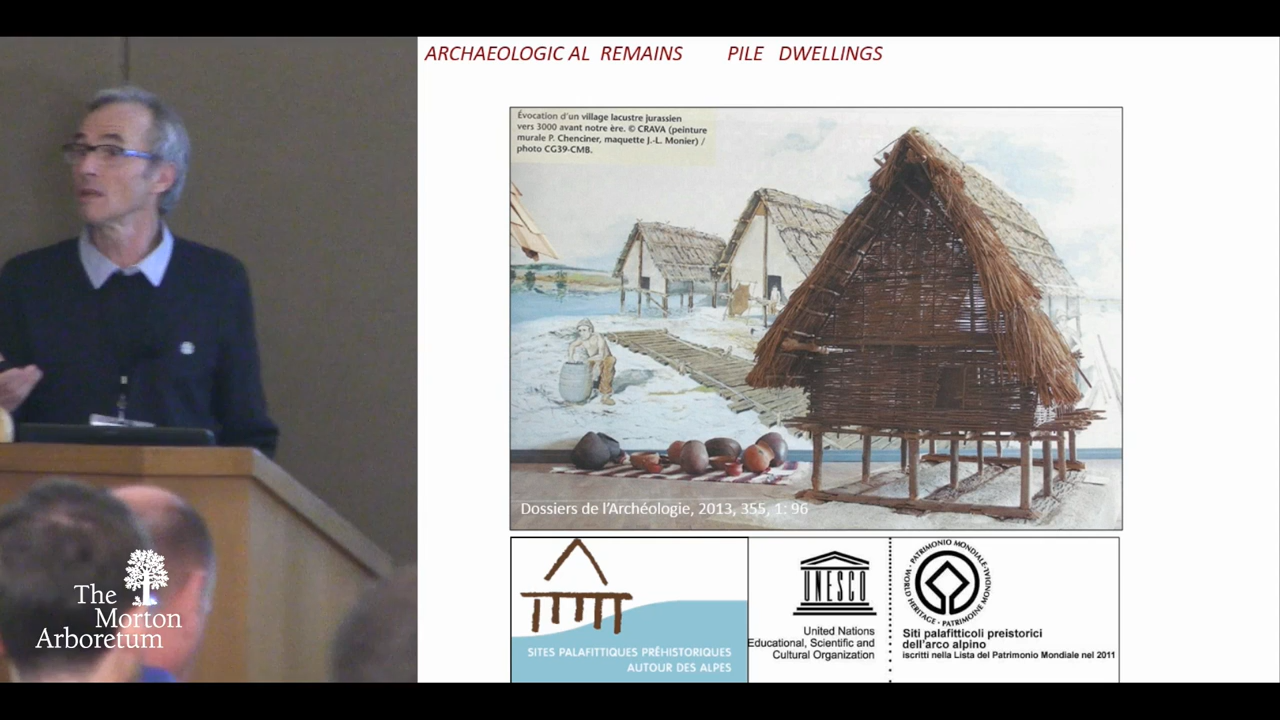 ARCHAEOLOGIC AL REMAINS PILE DWELLINGS
Évocation d'un village lacustre jurassien
vers 3000 avant notre ère. © CRAVA (peinture
murale P. Chenciner, maquette J.-L. Monier) /
photo CG39-CMB.
Dossiers de l'Archéologie, 2013, 355, 1: 96
SITES PALAFITTIQUES PRÉHISTORIQUES
AUTOUR DES ALPES
UNESCO
United Nations
Educational, Scientific and
Cultural Organization
PATRIMONIO MONDIALE • WORLD HERITAGE • PATRIMOINE MONDIAL •
Siti palafitticoli preistorici
dell'arco alpino
iscritti nella Lista del Patrimonio Mondiale nel 2011
The
Morton
Arboretum